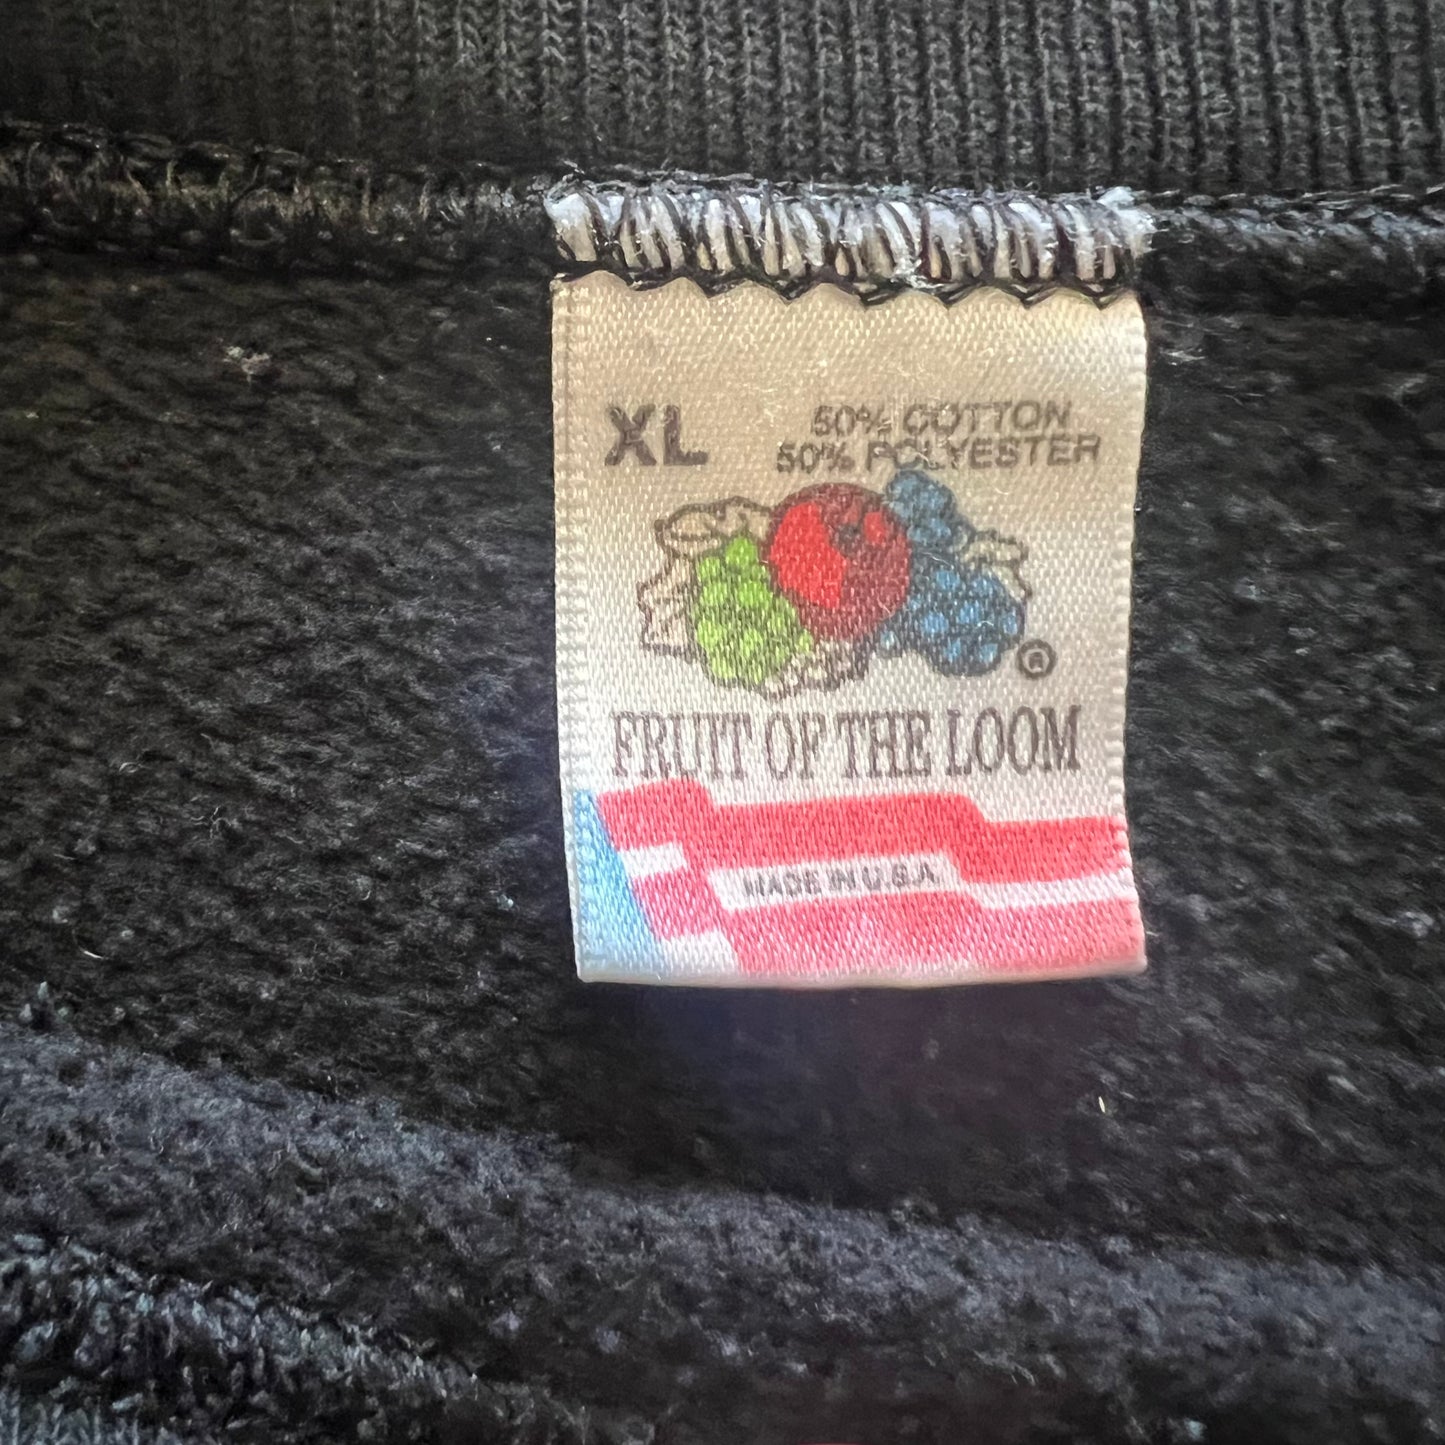 XL
50% COTTON
50% POLYESTER
®
FRUIT OF THE LOOM
MADE IN U.S.A.